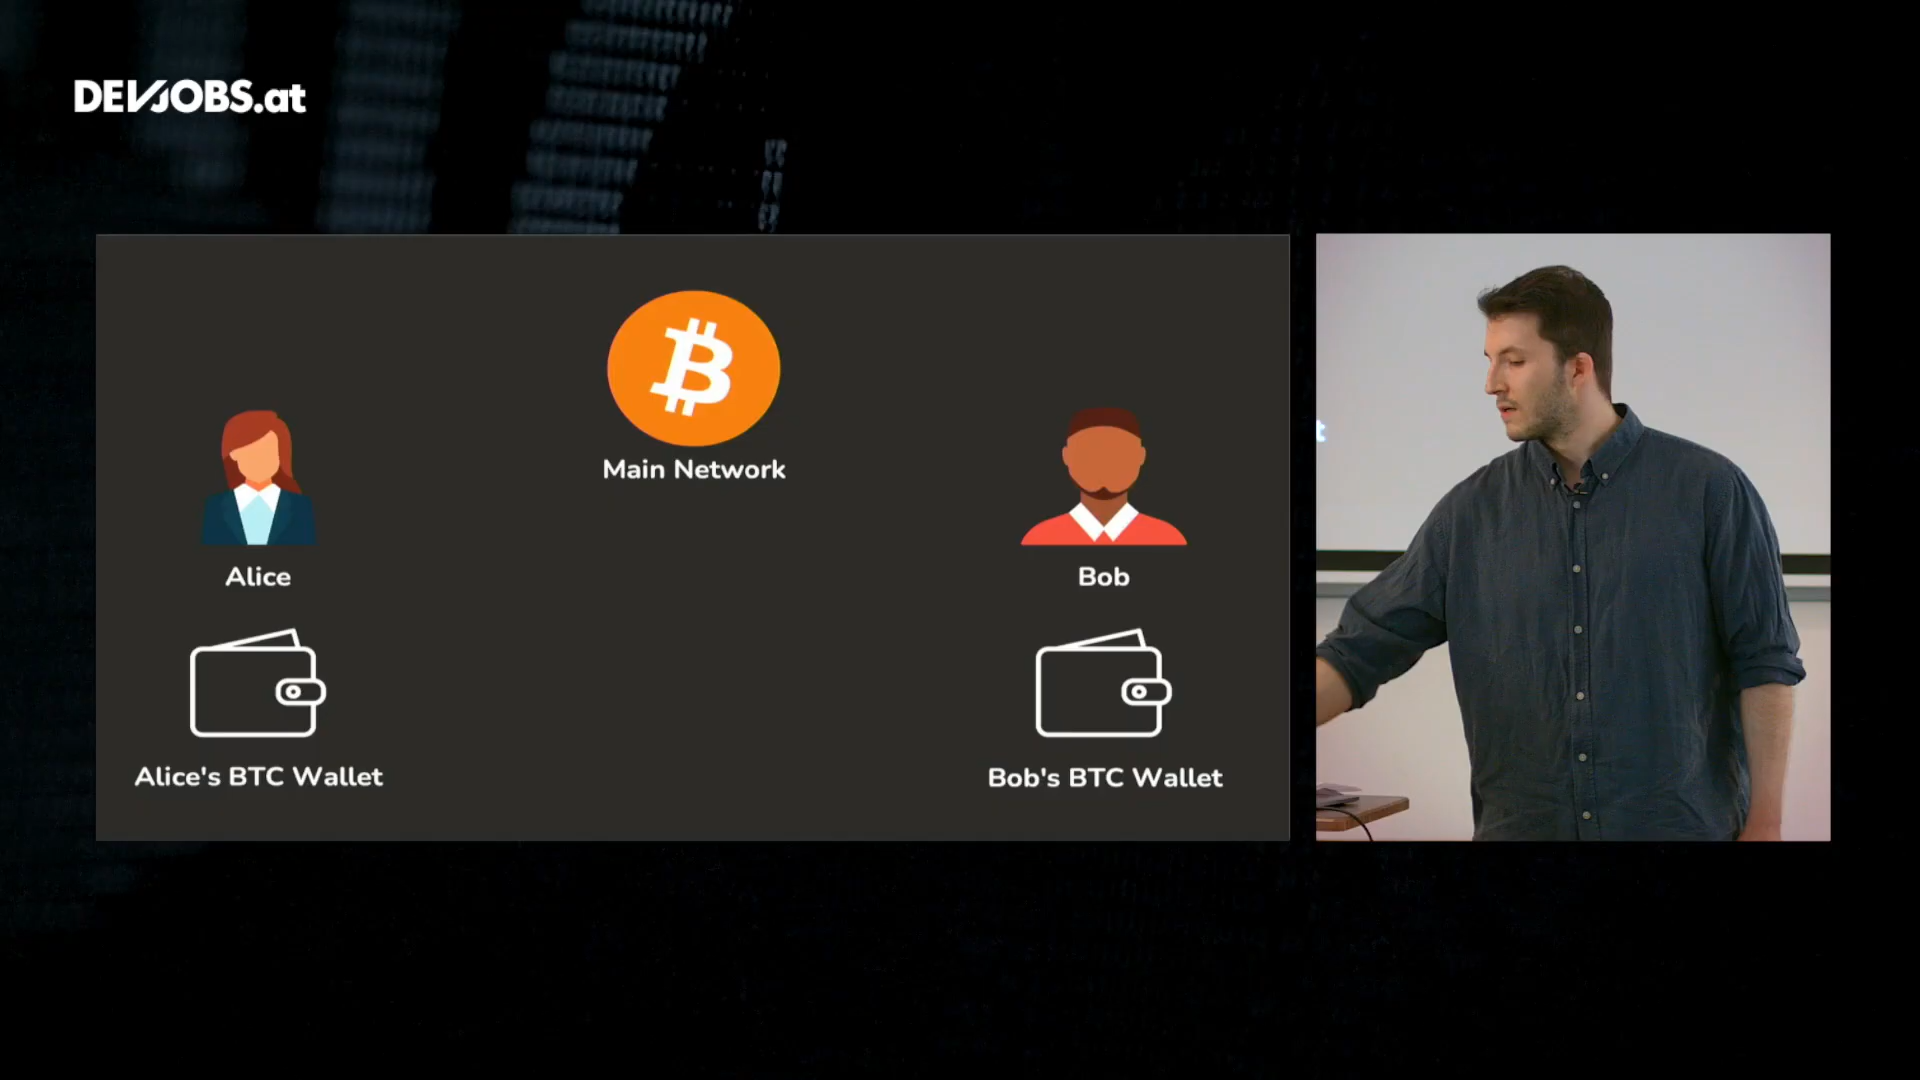 DEVJOBS.at
Main Network
Alice
Bob
Alice's BTC Wallet
Bob's BTC Wallet